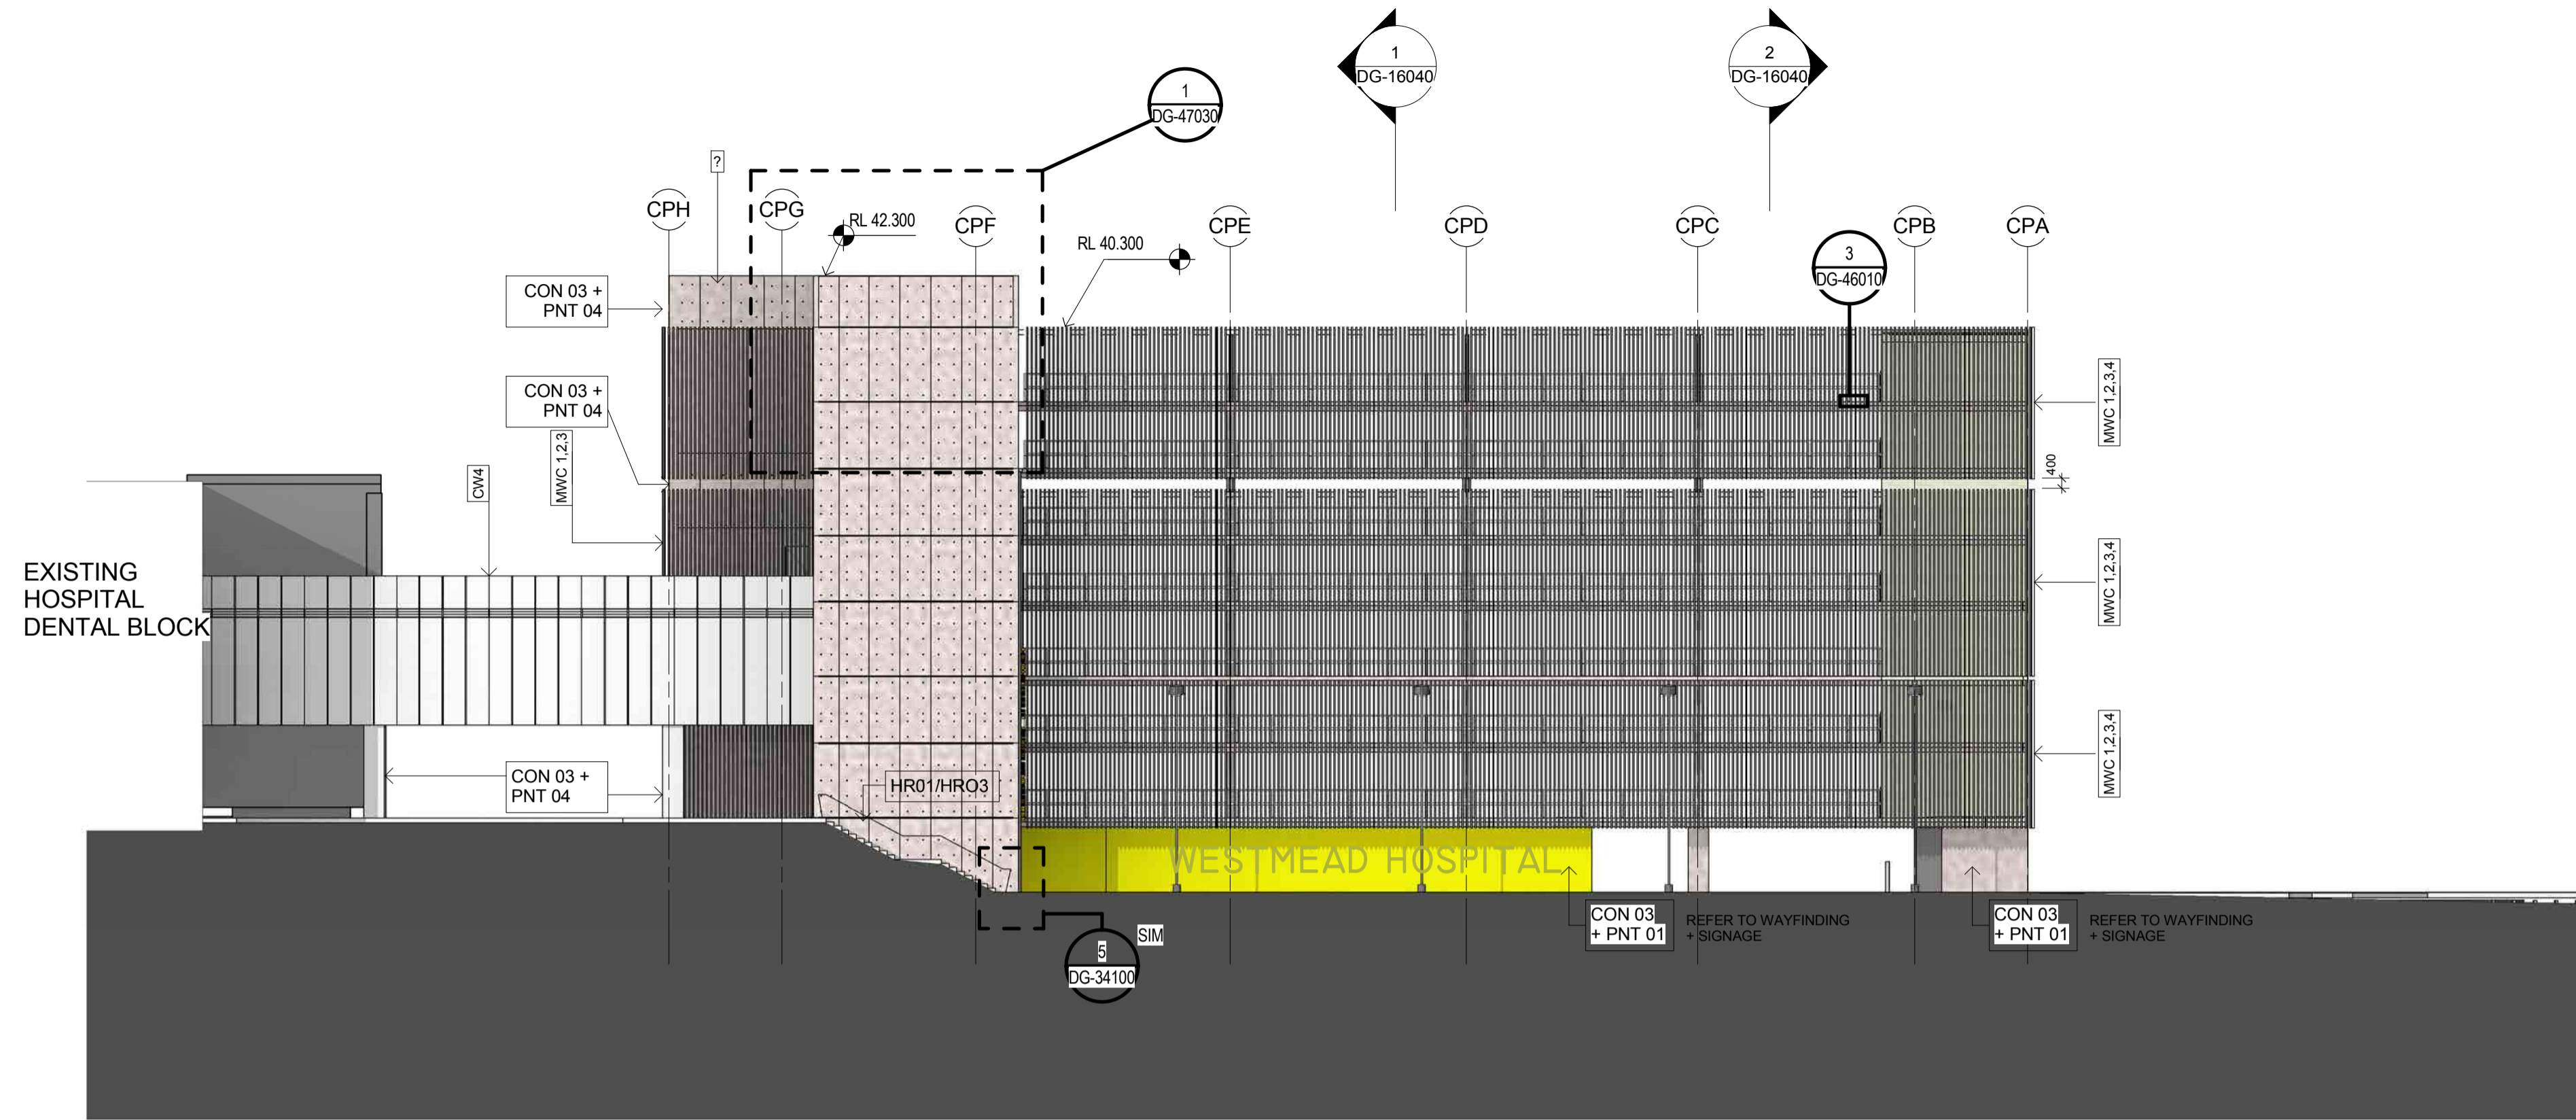 1
DG-16040
2
DG-16040
1
DG-47030
?
CPH
CPG
RL 42.300
CPF
RL 40.300
CPE
CPD
CPC
CPB
CPA
3
DG-46010
CON 03 +
PNT 04
CON 03 +
PNT 04
MWC 1,2,3
CW4
MWC 1,2,3,4
400
EXISTING
HOSPITAL
DENTAL BLOCK
MWC 1,2,3,4
MWC 1,2,3,4
CON 03 +
PNT 04
HR01/HRO3
WESTMEAD HOSPITAL
CON 03
+ PNT 01
REFER TO WAYFINDING
+ SIGNAGE
CON 03
+ PNT 01
REFER TO WAYFINDING
+ SIGNAGE
SIM
5
DG-34100